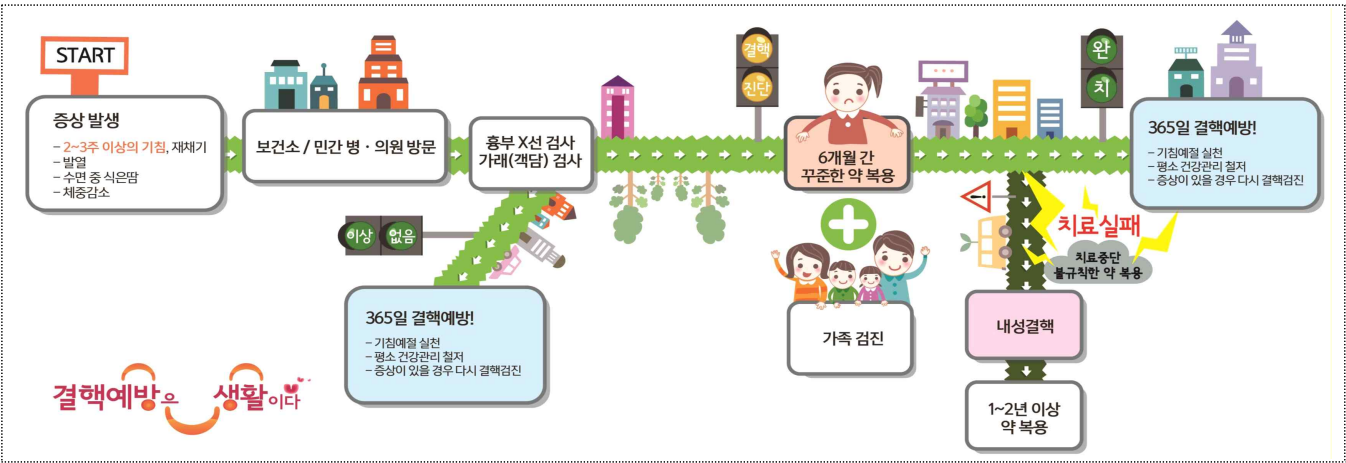 START
증상 발생
– 2~3주 이상의 기침, 재채기
– 발열
– 수면 중 식은땀
– 체중감소
보건소 / 민간 병·의원 방문
흉부 X선 검사
가래(객담) 검사
이상 없음
365일 결핵예방!
– 기침예절 실천
– 평소 건강관리 철저
– 증상이 있을 경우 다시 결핵검진
결핵
진단
6개월 간
꾸준한 약 복용
가족 검진
완
치
365일 결핵예방!
– 기침예절 실천
– 평소 건강관리 철저
– 증상이 있을 경우 다시 결핵검진
치료실패
치료중단
불규칙한 약 복용
내성결핵
1~2년 이상
약 복용
결핵예방은 생활이다